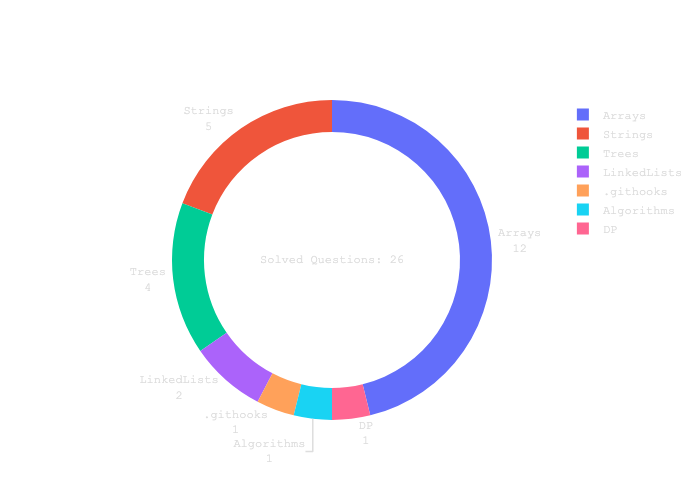 Strings
5
Arrays
Strings
Trees
LinkedLists
.githooks
Algorithms
DP
Arrays
12
Solved Questions: 26
Trees
4
LinkedLists
2
.githooks
1
DP
1
Algorithms
1